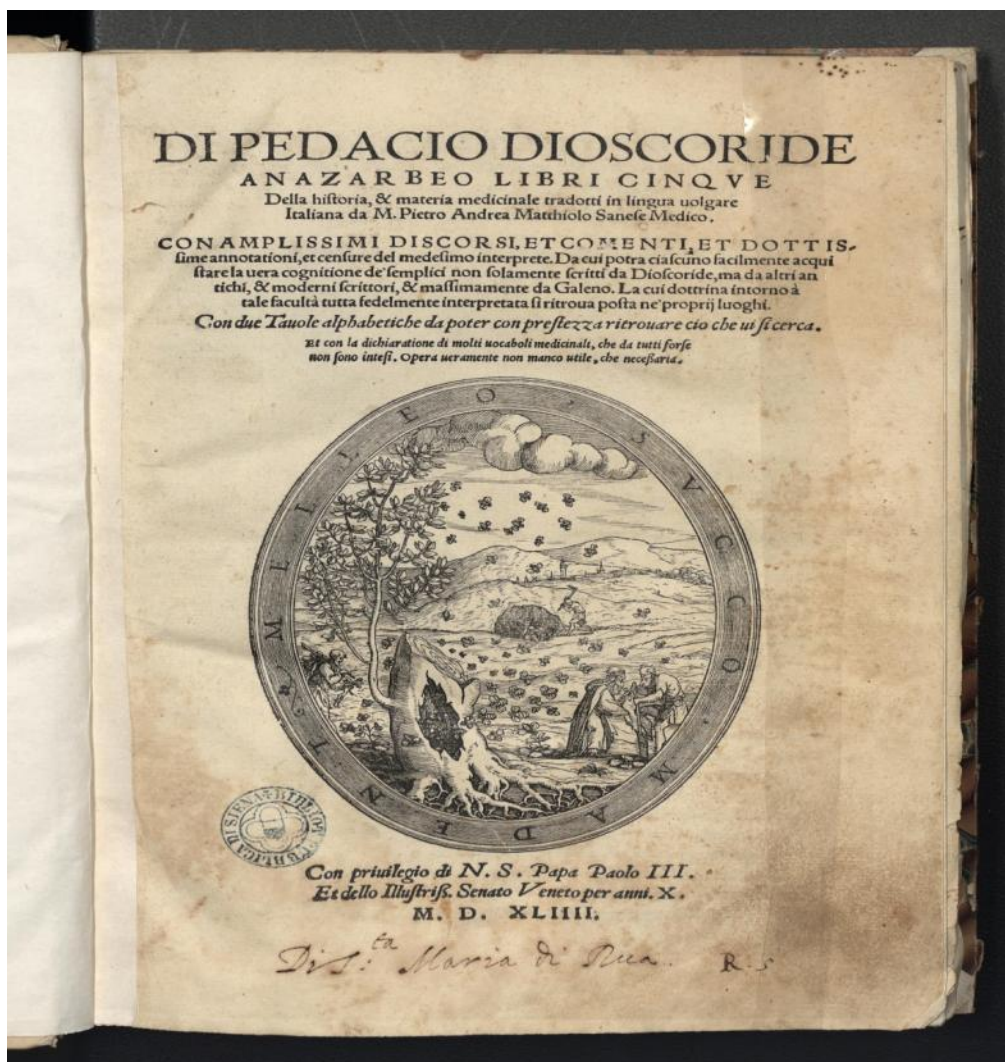 DI PEDACIO DIOSCORIDE
ANAZARBEO LIBRI CINQVE
Della hiſtoria, & materia medicinale tradotti in lingua uolgare
Italiana da M. Pietro Andrea Matthiolo Saneſe Medico.
CON AMPLISSIMI DISCORSI, ET COMENTI, ET DOTTIS-
ſime annotationi, et cenſure del medeſimo interprete. Da cui potra ciaſcuno facilmente acqui
ſtare la uera cognitione de' ſemplici non ſolamente ſcritti da Dioſcoride, ma da altri an
tichi, & moderni ſcrittori, & maſſimamente da Galeno. La cui dottrina intorno à
tale facultà tutta fedelmente interpretata ſi ritroua poſta ne' proprij luoghi.
Con due Tauole alphabetiche da poter con preſtezza ritrouare cio che ui ſi cerca.
Et con la dichiaratione di molti uocaboli medicinali, che da tutti forſe
non ſono inteſi. Opera ueramente non manco utile, che neceſſaria.
SVCCO, MADENT, & MELLEO,
Con priuilegio di N. S. Papa Paolo III.
Et dello Illuſtriſſ. Senato Veneto per anni. X.
M. D. XLIIII.
Di S.ta Maria di Rua. R. 5